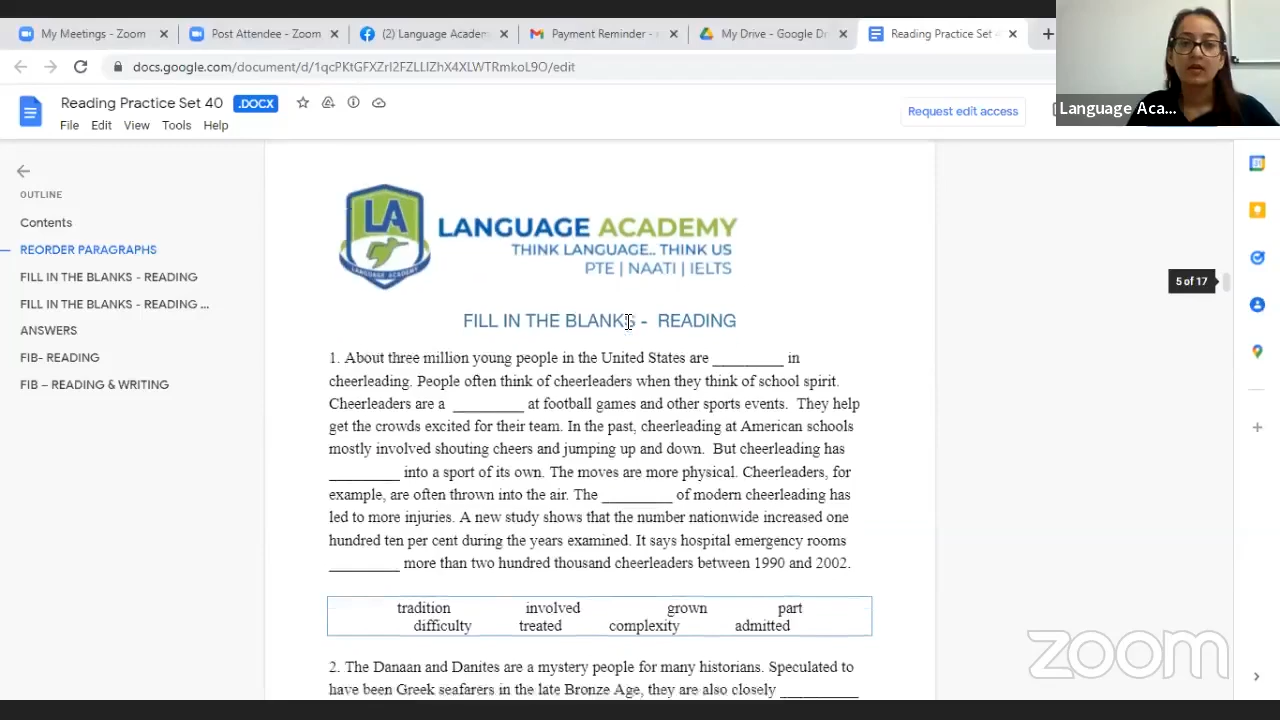 My Meetings - Zoom
Post Attendee - Zoom
(2) Language Academ
Payment Reminder -
My Drive - Google Dri
Reading Practice Set 4
docs.google.com/document/d/1qcPKtGFXZrI2FZLLlZhX4XLWTRmkoL9O/edit
Language Aca...
Reading Practice Set 40
.DOCX
Request edit access
File Edit View Tools Help
OUTLINE
Contents
REORDER PARAGRAPHS
FILL IN THE BLANKS - READING
FILL IN THE BLANKS - READING ...
ANSWERS
FIB- READING
FIB – READING & WRITING
LA
LANGUAGE ACADEMY
LANGUAGE ACADEMY
THINK LANGUAGE.. THINK US
PTE | NAATI | IELTS
5 of 17
FILL IN THE BLANKS - READING
1. About three million young people in the United States are __________ in
cheerleading. People often think of cheerleaders when they think of school spirit.
Cheerleaders are a __________ at football games and other sports events. They help
get the crowds excited for their team. In the past, cheerleading at American schools
mostly involved shouting cheers and jumping up and down. But cheerleading has
__________ into a sport of its own. The moves are more physical. Cheerleaders, for
example, are often thrown into the air. The __________ of modern cheerleading has
led to more injuries. A new study shows that the number nationwide increased one
hundred ten per cent during the years examined. It says hospital emergency rooms
__________ more than two hundred thousand cheerleaders between 1990 and 2002.
tradition involved grown part
difficulty treated complexity admitted
2. The Danaan and Danites are a mystery people for many historians. Speculated to
have been Greek seafarers in the late Bronze Age, they are also closely ___________
zoom